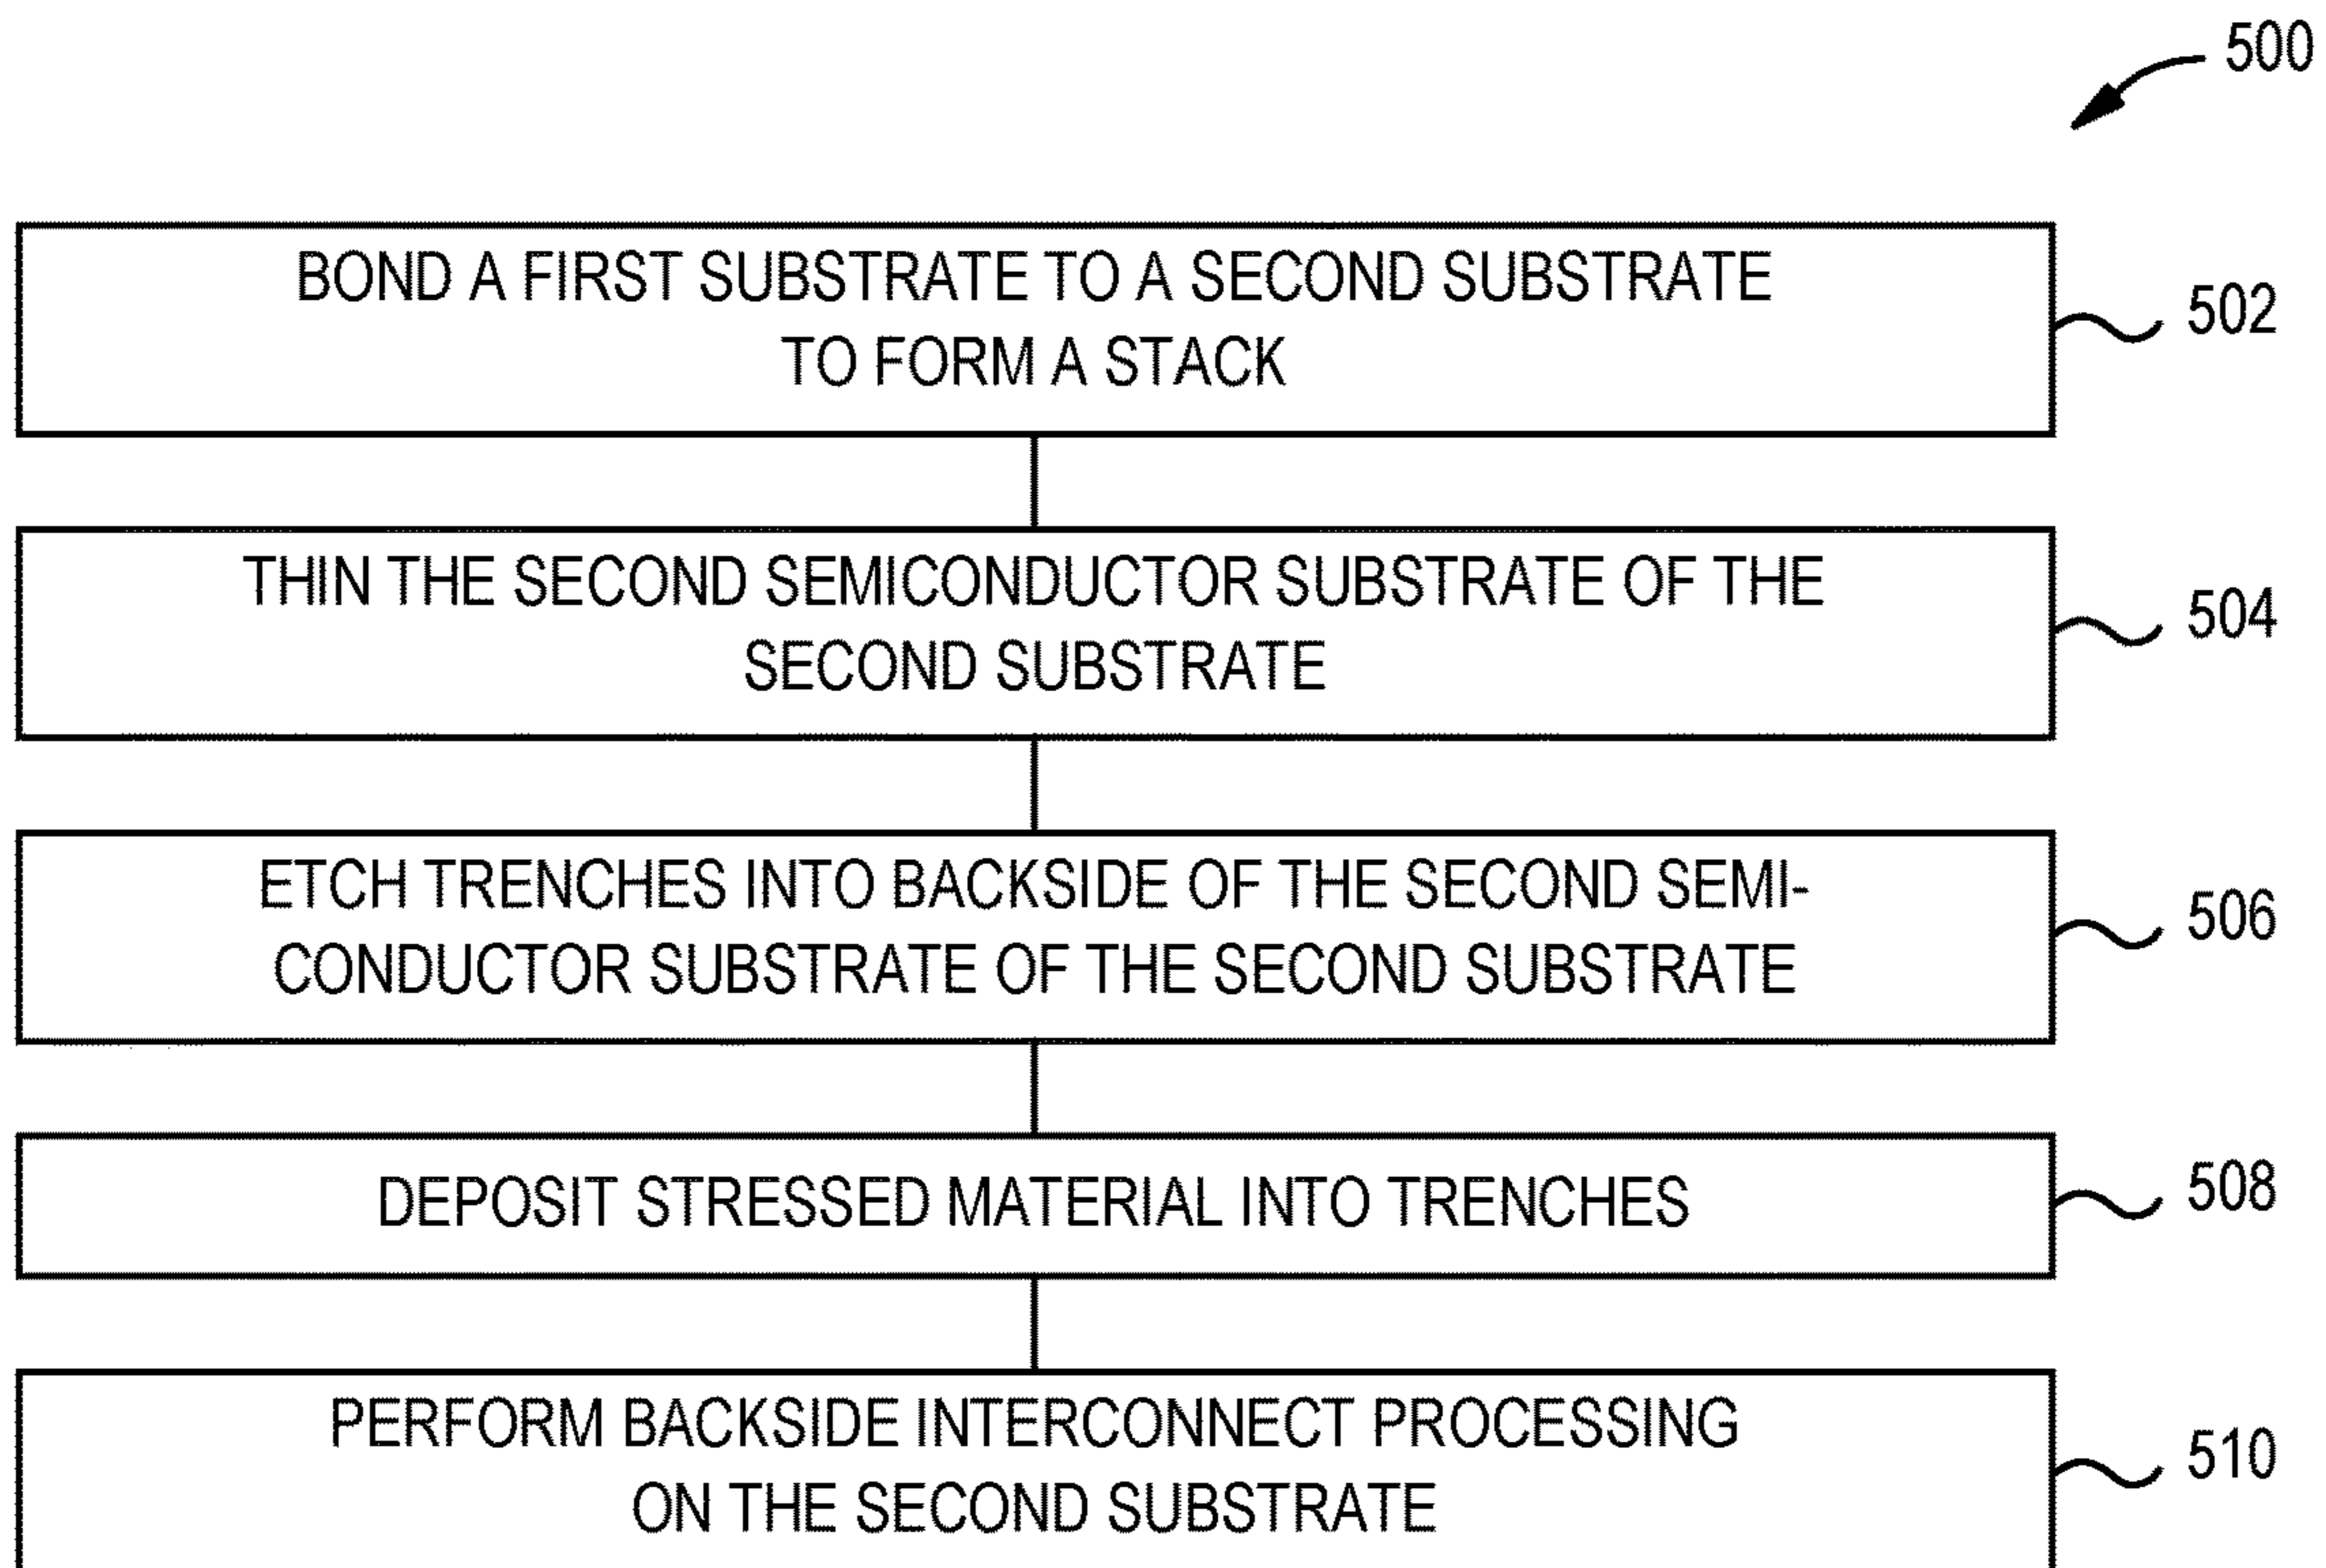 500
BOND A FIRST SUBSTRATE TO A SECOND SUBSTRATE
TO FORM A STACK
502
THIN THE SECOND SEMICONDUCTOR SUBSTRATE OF THE
SECOND SUBSTRATE
504
ETCH TRENCHES INTO BACKSIDE OF THE SECOND SEMI-
CONDUCTOR SUBSTRATE OF THE SECOND SUBSTRATE
506
DEPOSIT STRESSED MATERIAL INTO TRENCHES
508
PERFORM BACKSIDE INTERCONNECT PROCESSING
ON THE SECOND SUBSTRATE
510